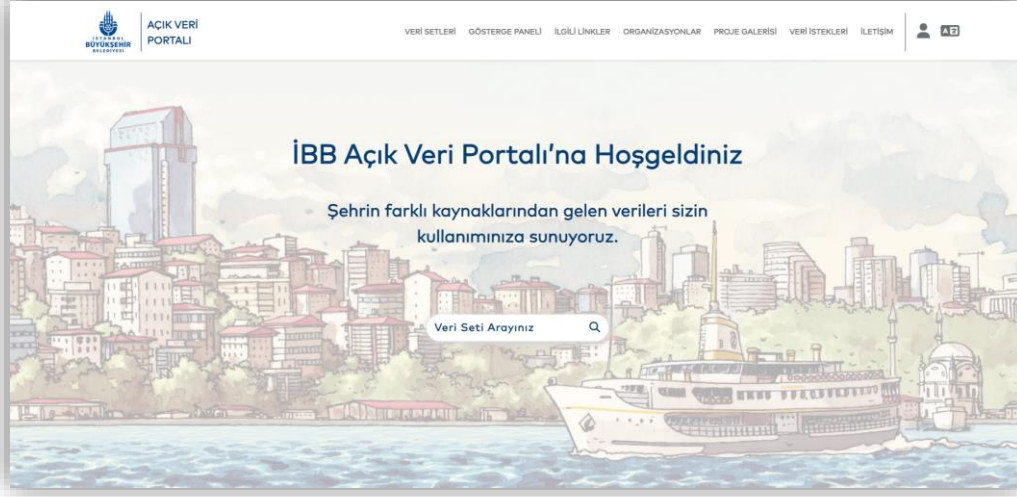 İSTANBUL
BÜYÜKŞEHİR
BELEDİYESİ
AÇIK VERİ
PORTALI
VERİ SETLERİ GÖSTERGE PANELİ İLGİLİ LİNKLER ORGANİZASYONLAR PROJE GALERİSİ VERİ İSTEKLERİ İLETİŞİM
İBB Açık Veri Portalı’na Hoşgeldiniz
Şehrin farklı kaynaklarından gelen verileri sizin
kullanımınıza sunuyoruz.
Veri Seti Arayınız